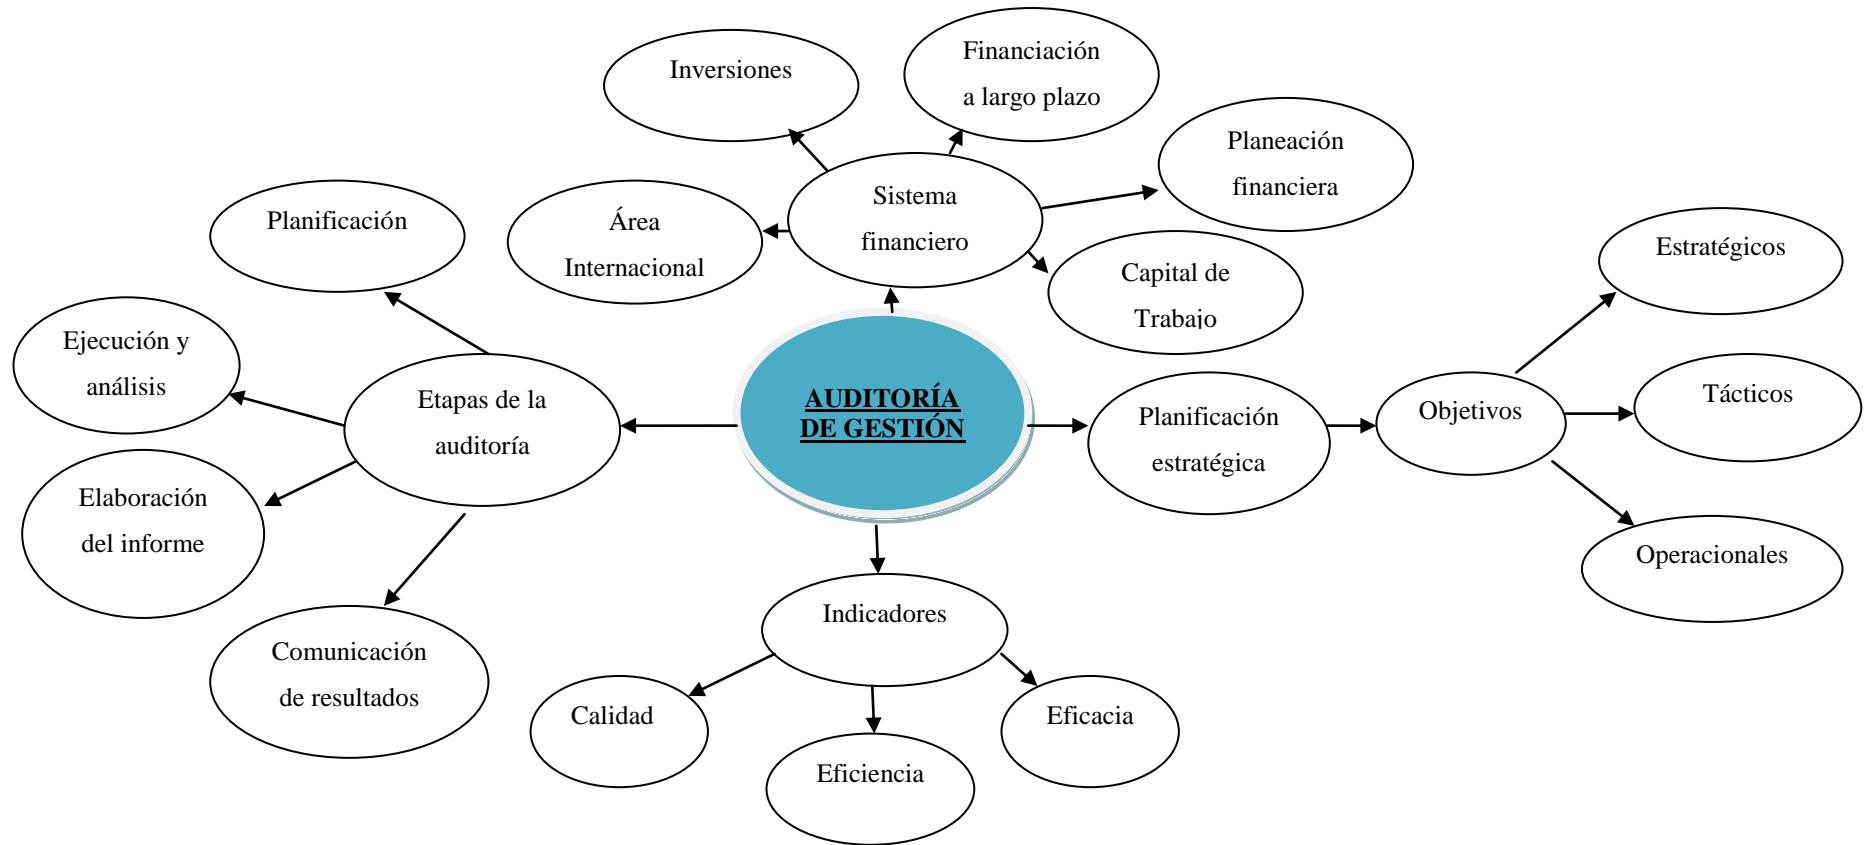 Inversiones
Financiación
a largo plazo
Planeación
financiera
Sistema
financiero
Área
Internacional
Capital de
Trabajo
Planificación
Ejecución y
análisis
Etapas de la
auditoría
Elaboración
del informe
Comunicación
de resultados
AUDITORÍA
DE GESTIÓN
Planificación
estratégica
Objetivos
Estratégicos
Tácticos
Operacionales
Indicadores
Calidad
Eficiencia
Eficacia